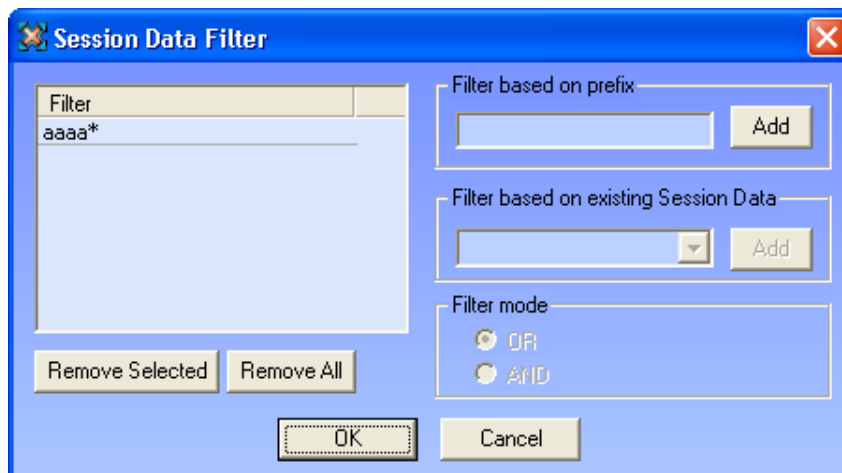 Session Data Filter
Filter
aaaa*
Remove Selected
Remove All
Filter based on prefix
Add
Filter based on existing Session Data
Add
Filter mode
OR
AND
OK
Cancel